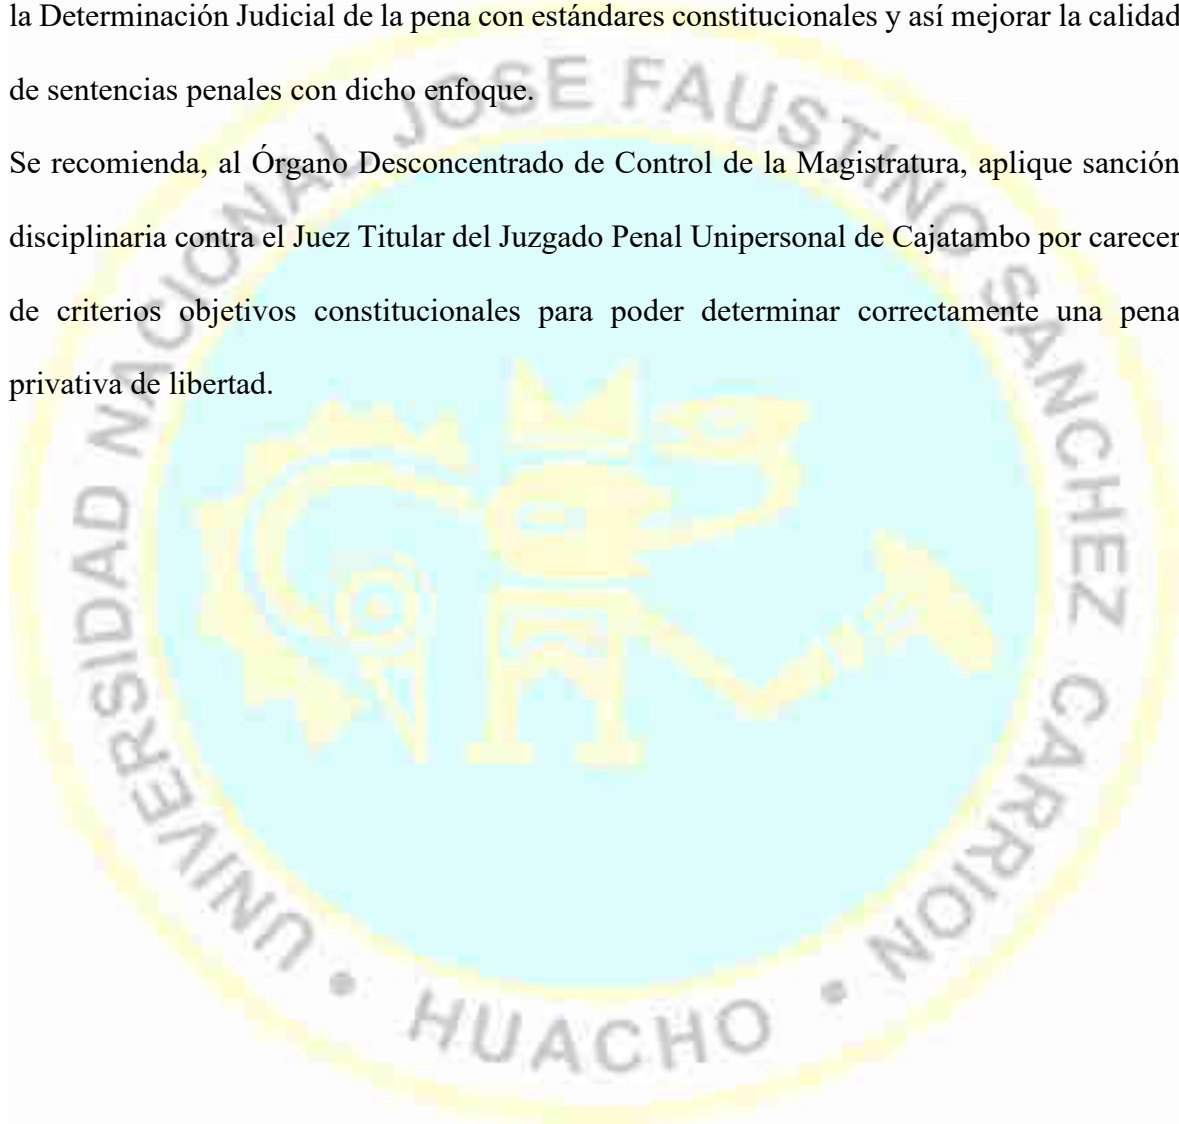 la Determinación Judicial de la pena con estándares constitucionales y así mejorar la calidad
de sentencias penales con dicho enfoque.
Se recomienda, al Órgano Desconcentrado de Control de la Magistratura, aplique sanción
disciplinaria contra el Juez Titular del Juzgado Penal Unipersonal de Cajatambo por carecer
de criterios objetivos constitucionales para poder determinar correctamente una pena
privativa de libertad.
UNIVERSIDAD NACIONAL JOSE FAUSTINO SANCHEZ CARRION
• HUACHO •